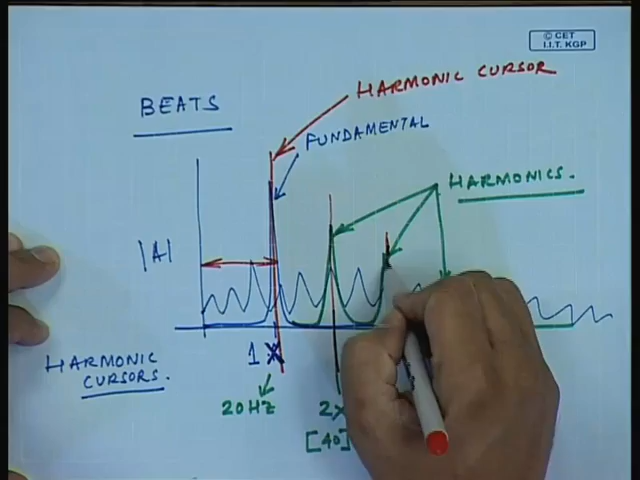 © CET
I.I.T. KGP
HARMONIC CURSOR
BEATS
FUNDAMENTAL
HARMONICS.
|A|
HARMONIC
CURSORS.
1X
20HZ
2X
[40]